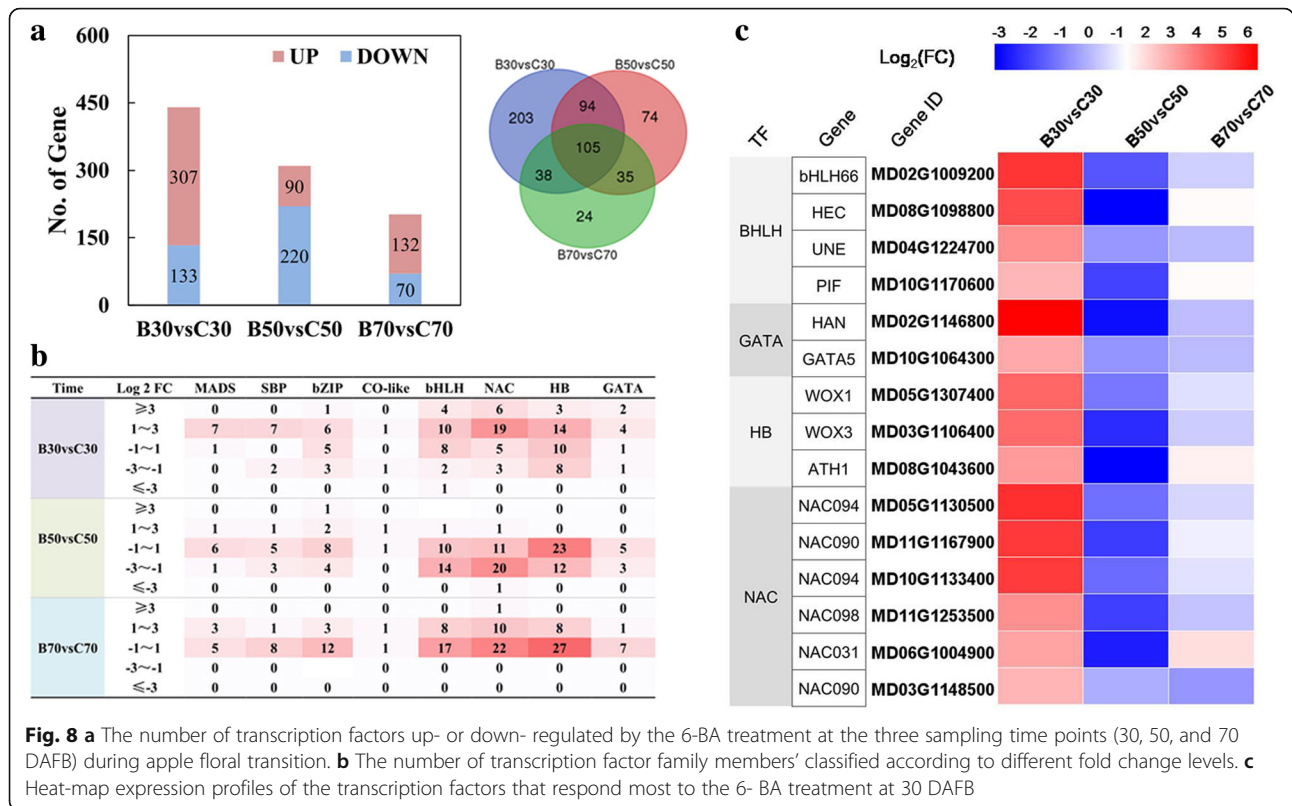 a
600
450
300
150
0
No. of Gene
UP DOWN
307
133
90
220
132
70
B30vsC30 B50vsC50 B70vsC70
B30vsC30 B50vsC50
203 94 74
105
38 35
24
B70vsC70
b
Time Log 2 FC MADS SBP bZIP CO-like bHLH NAC HB GATA
B30vsC30
≥3 0 0 1 0 4 6 3 2
1~3 7 7 6 1 10 19 14 4
-1~1 1 0 5 0 8 5 10 1
-3~-1 0 2 3 1 2 3 8 1
≤-3 0 0 0 0 1 0 0 0
B50vsC50
≥3 0 0 1 0 0 0 0
1~3 1 1 2 1 1 1 0 0
-1~1 6 5 8 1 10 11 23 5
-3~-1 1 3 4 0 14 20 12 3
≤-3 0 0 0 0 0 1 0 0
B70vsC70
≥3 0 0 0 0 0 1 0 0
1~3 3 1 3 1 8 10 8 1
-1~1 5 8 12 1 17 22 27 7
-3~-1 0 0 0 0 0 0 0 0
≤-3 0 0 0 0 0 0 0 0
c
Log2(FC)
-3 -2 -1 0 -1 2 3 4 5 6
TF Gene Gene ID B30vsC30 B50vsC50 B70vsC70
BHLH
bHLH66 MD02G1009200
HEC MD08G1098800
UNE MD04G1224700
PIF MD10G1170600
GATA
HAN MD02G1146800
GATA5 MD10G1064300
HB
WOX1 MD05G1307400
WOX3 MD03G1106400
ATH1 MD08G1043600
NAC
NAC094 MD05G1130500
NAC090 MD11G1167900
NAC094 MD10G1133400
NAC098 MD11G1253500
NAC031 MD06G1004900
NAC090 MD03G1148500
Fig. 8 a The number of transcription factors up- or down- regulated by the 6-BA treatment at the three sampling time points (30, 50, and 70
DAFB) during apple floral transition. b The number of transcription factor family members' classified according to different fold change levels. c
Heat-map expression profiles of the transcription factors that respond most to the 6- BA treatment at 30 DAFB